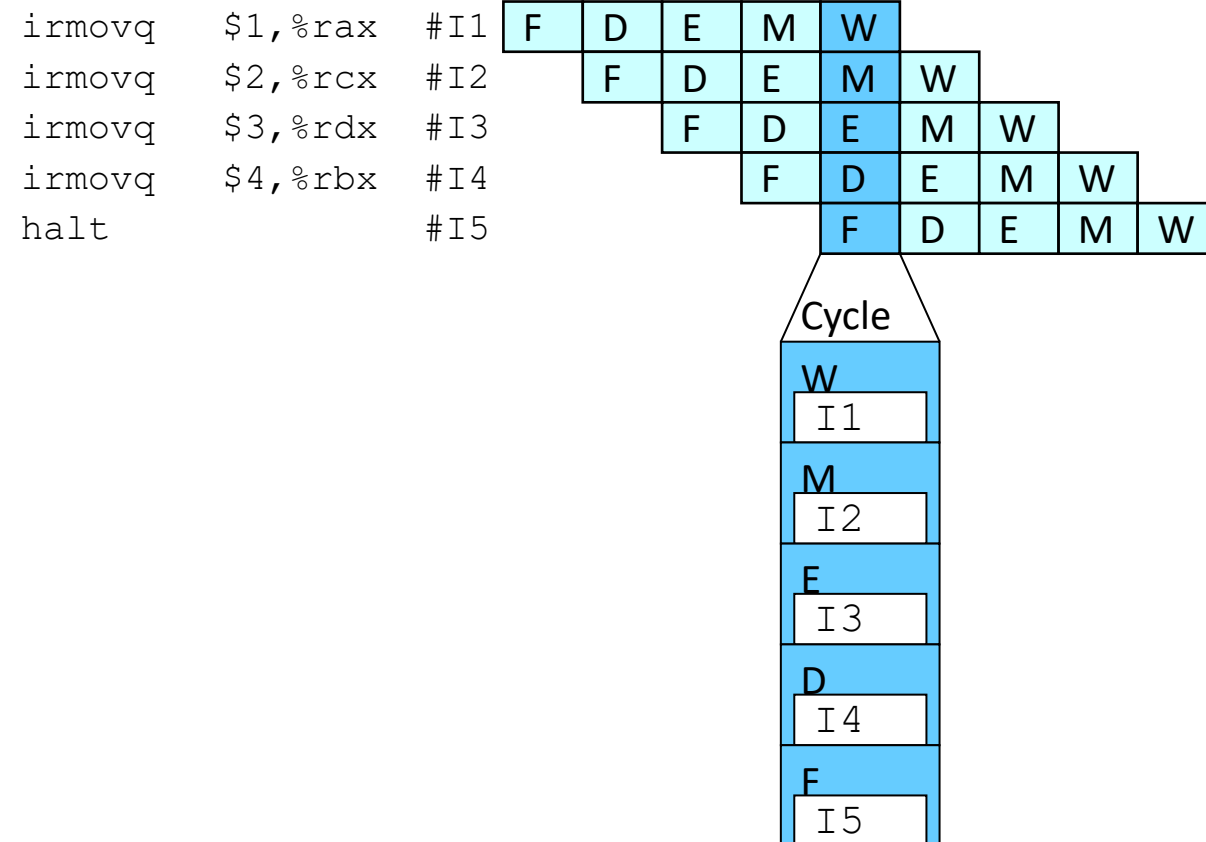 irmovq $1,%rax #I1 F D E M W
irmovq $2,%rcx #I2 F D E M W
irmovq $3,%rdx #I3 F D E M W
irmovq $4,%rbx #I4 F D E M W
halt #I5 F D E M W
Cycle
W
I1
M
I2
E
I3
D
I4
F
I5